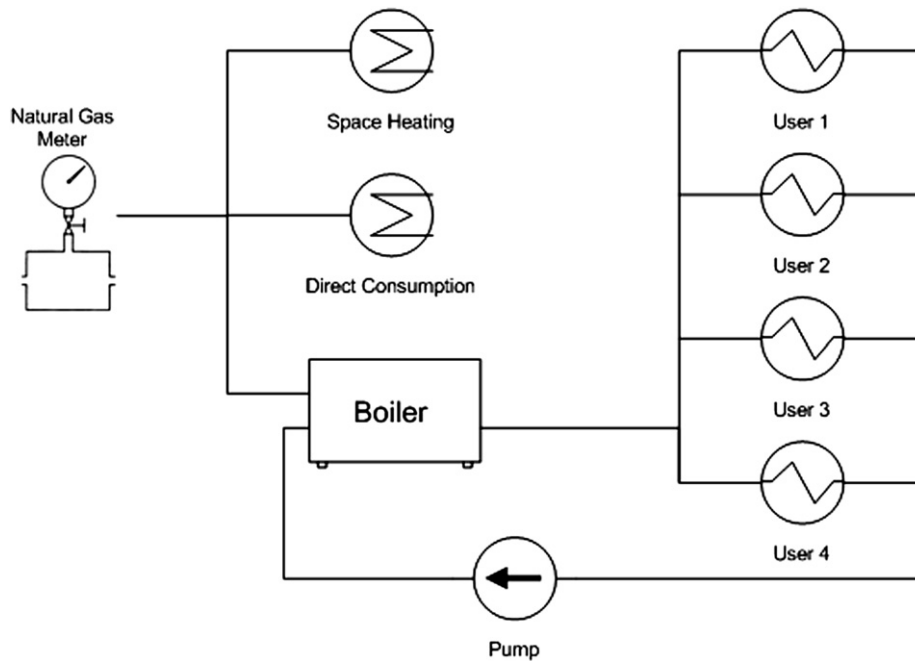 Natural Gas
Meter
Space Heating
Direct Consumption
Boiler
Pump
User 1
User 2
User 3
User 4